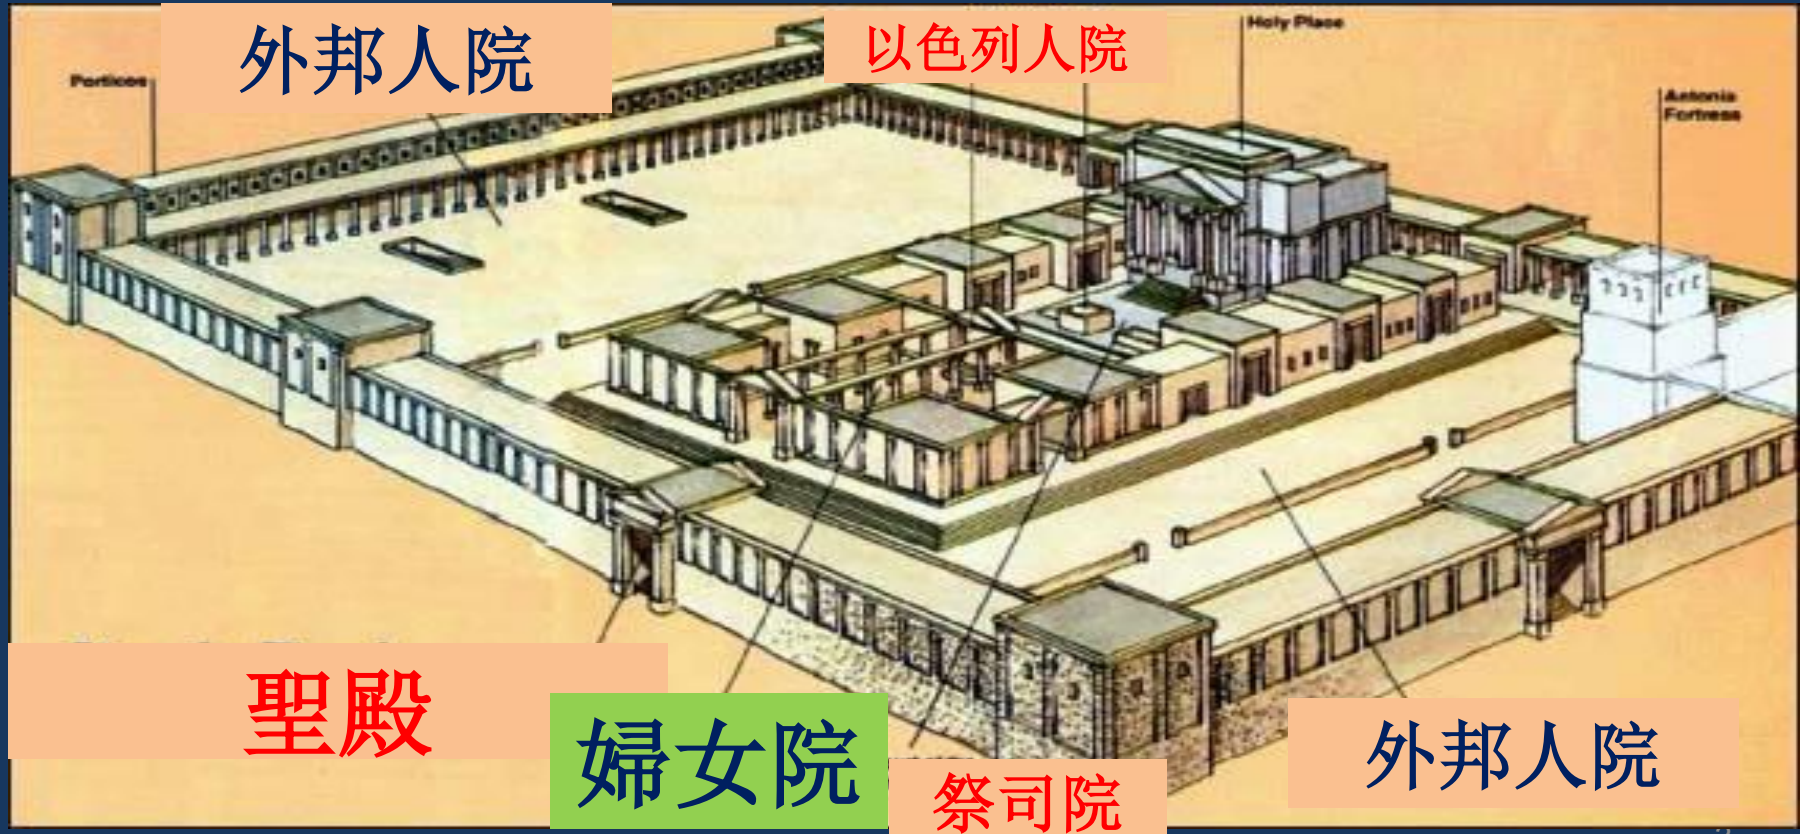 外邦人院
以色列人院
Holy Place
Porticos
Antonia
Fortress
聖殿
婦女院
祭司院
外邦人院